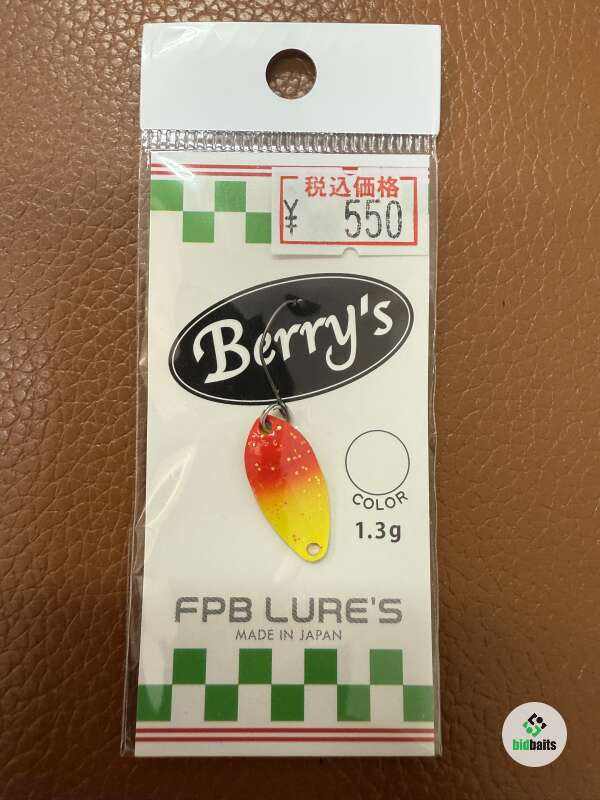 税込価格
¥ 550
Berry's
COLOR
1.3g
FPB LURE'S
MADE IN JAPAN
bidbaits